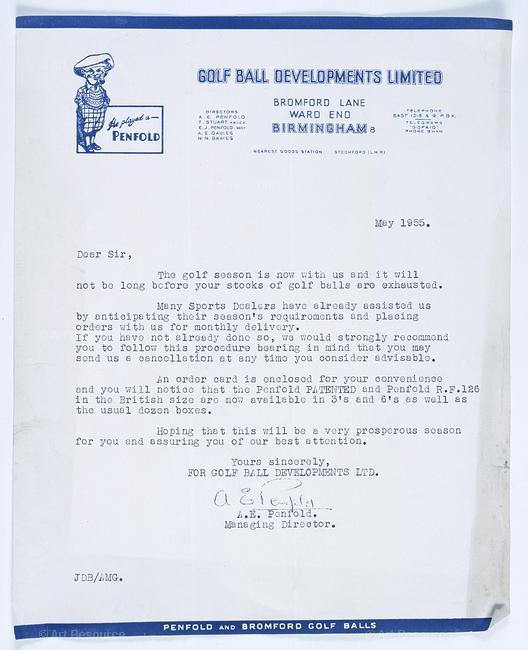 GOLF BALL DEVELOPMENTS LIMITED
BROMFORD LANE
WARD END
BIRMINGHAM 8
He played a—
PENFOLD
DIRECTORS
A. E. PENFOLD
T. STUART
E. J. PENFOLD
A. E. DAVIES
N. N. DAVIES
TELEPHONE
EAST 1215 & 9 P.B.X.
TELEGRAMS
"GOFAID"
PHONE BHAM
NEAREST GOODS STATION STECHFORD (L.M.R)
May 1955.
Dear Sir,
The golf season is now with us and it will
not be long before your stocks of golf balls are exhausted.
Many Sports Dealers have already assisted us
by anticipating their season's requirements and placing
orders with us for monthly delivery.
If you have not already done so, we would strongly recommend
you to follow this procedure bearing in mind that you may
send us a cancellation at any time you consider advisable.
An order card is enclosed for your convenience
and you will notice that the Penfold PATENTED and Penfold R.F.126
in the British size are now available in 3's and 6's as well as
the usual dozen boxes.
Hoping that this will be a very prosperous season
for you and assuring you of our best attention.
Yours sincerely,
FOR GOLF BALL DEVELOPMENTS LTD.
A E Penfold
A.E. Penfold.
Managing Director.
JDB/AMG.
PENFOLD AND BROMFORD GOLF BALLS
© Art Resource
© Art Resource